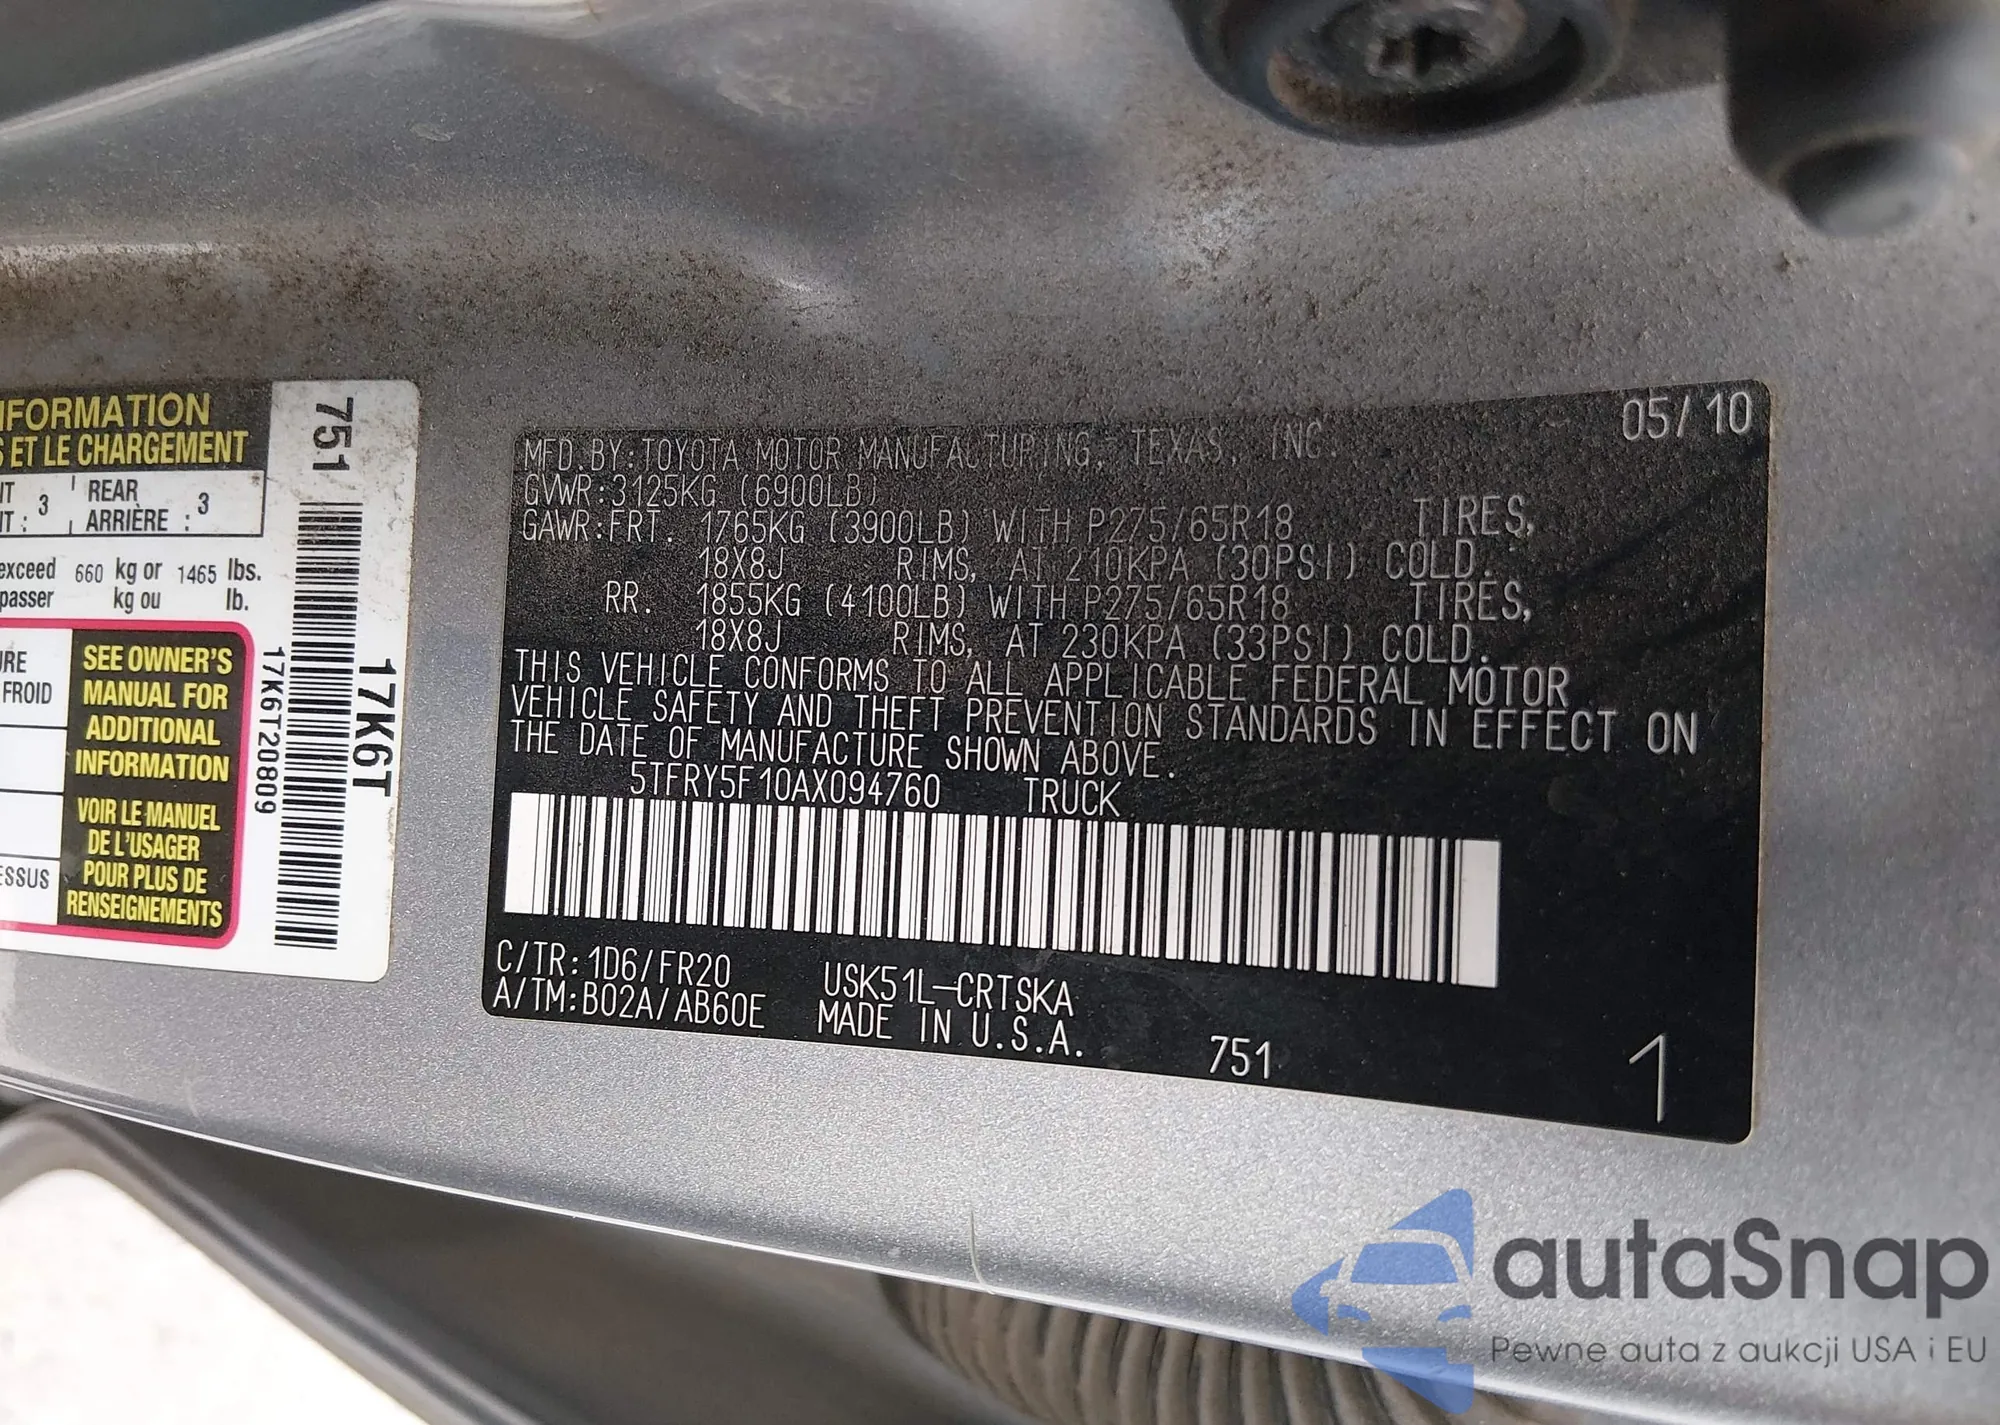 NFORMATION
S ET LE CHARGEMENT
NT 3 REAR 3
NT : ARRIÈRE :
exceed 660 kg or 1465 lbs.
passer kg ou lb.
URE
FROID
ESSUS
SEE OWNER'S
MANUAL FOR
ADDITIONAL
INFORMATION
VOIR LE MANUEL
DE L'USAGER
POUR PLUS DE
RENSEIGNEMENTS
751
17K6T
17K6T20809
05/10
MFD.BY:TOYOTA MOTOR MANUFACTURING, TEXAS, INC.
GVWR:3125KG (6900LB)
GAWR:FRT. 1765KG (3900LB) WITH P275/65R18 TIRES,
18X8J RIMS, AT 210KPA (30PSI) COLD.
RR. 1855KG (4100LB) WITH P275/65R18 TIRES,
18X8J RIMS, AT 230KPA (33PSI) COLD.
THIS VEHICLE CONFORMS TO ALL APPLICABLE FEDERAL MOTOR
VEHICLE SAFETY AND THEFT PREVENTION STANDARDS IN EFFECT ON
THE DATE OF MANUFACTURE SHOWN ABOVE.
5TFRY5F10AX094760 TRUCK
C/TR:1D6/FR20 USK51L-CRTSKA
A/TM:B02A/AB60E MADE IN U.S.A.
751 1
autaSnap
Pewne auta z aukcji USA i EU